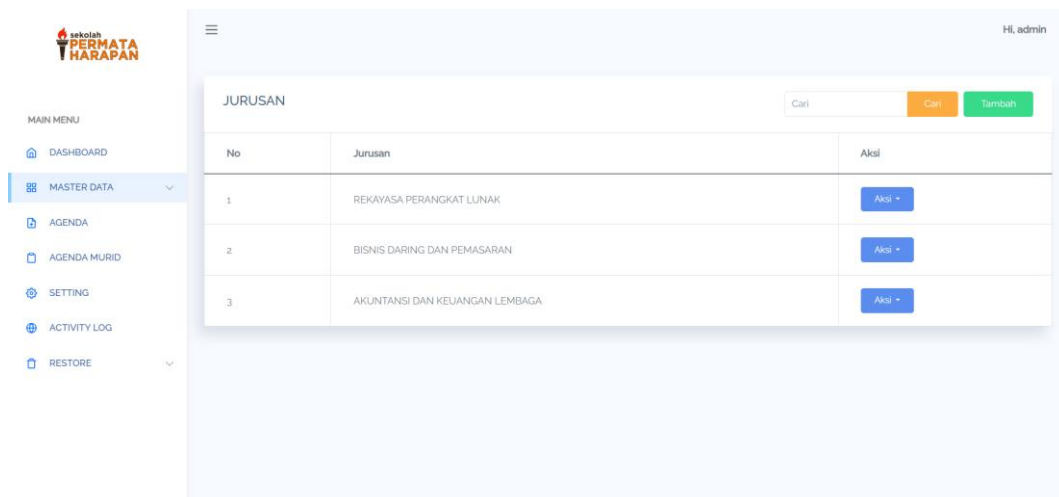 sekolah
PERMATA
HARAPAN
Hi, admin
MAIN MENU
DASHBOARD
MASTER DATA
AGENDA
AGENDA MURID
SETTING
ACTIVITY LOG
RESTORE
JURUSAN
Cari Cari Tambah
No Jurusan Aksi
1 REKAYASA PERANGKAT LUNAK Aksi
2 BISNIS DARING DAN PEMASARAN Aksi
3 AKUNTANSI DAN KEUANGAN LEMBAGA Aksi